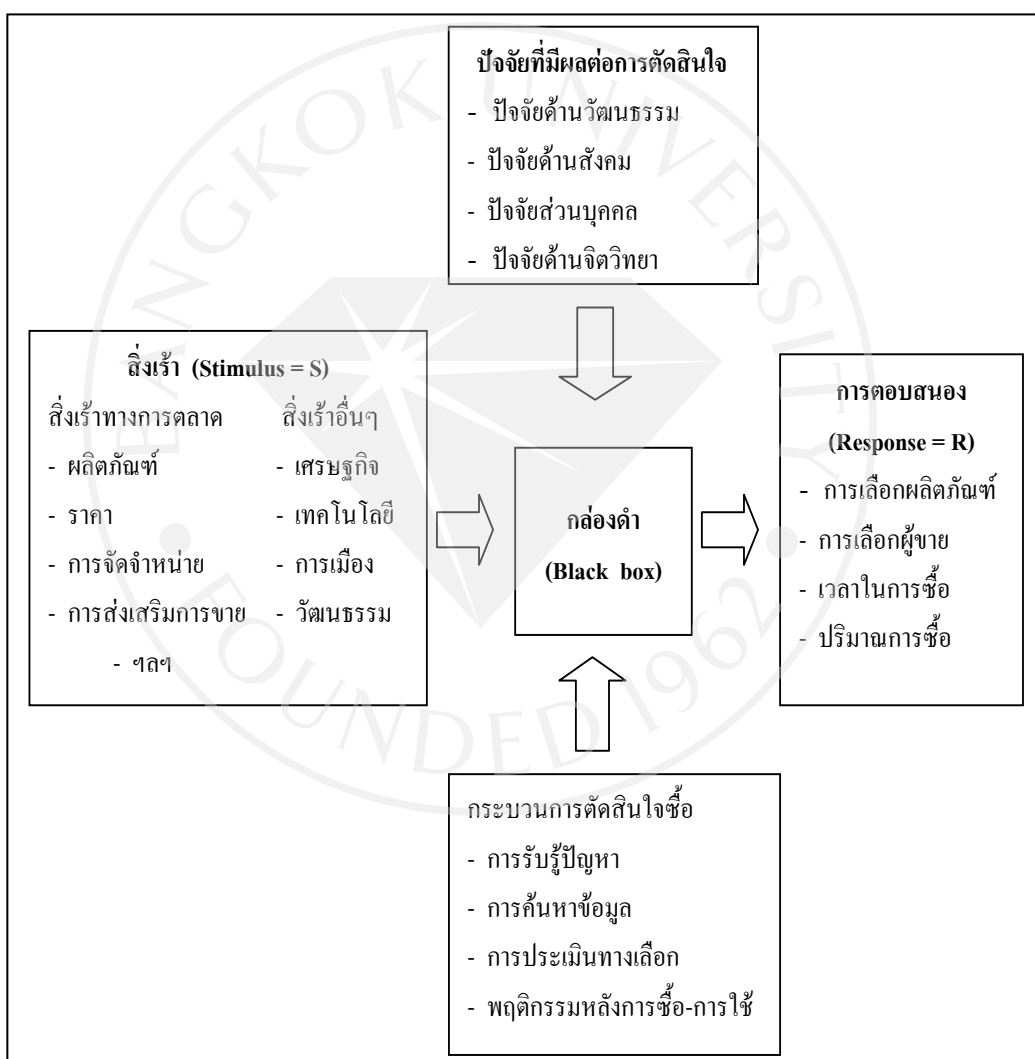 ปัจจัยที่มีผลต่อการตัดสินใจ
- ปัจจัยด้านวัฒนธรรม
- ปัจจัยด้านสังคม
- ปัจจัยส่วนบุคคล
- ปัจจัยด้านจิตวิทยา
สิ่งเร้า (Stimulus = S)
สิ่งเร้าทางการตลาด สิ่งเร้าอื่นๆ
- ผลิตภัณฑ์ - เศรษฐกิจ
- ราคา - เทคโนโลยี
- การจัดจำหน่าย - การเมือง
- การส่งเสริมการขาย - วัฒนธรรม
- ฯลฯ
กล่องดำ
(Black box)
การตอบสนอง
(Response = R)
- การเลือกผลิตภัณฑ์
- การเลือกผู้ขาย
- เวลาในการซื้อ
- ปริมาณการซื้อ
กระบวนการตัดสินใจซื้อ
- การรับรู้ปัญหา
- การค้นหาข้อมูล
- การประเมินทางเลือก
- พฤติกรรมหลังการซื้อ-การใช้
BANGKOK UNIVERSITY
FOUNDED 1962